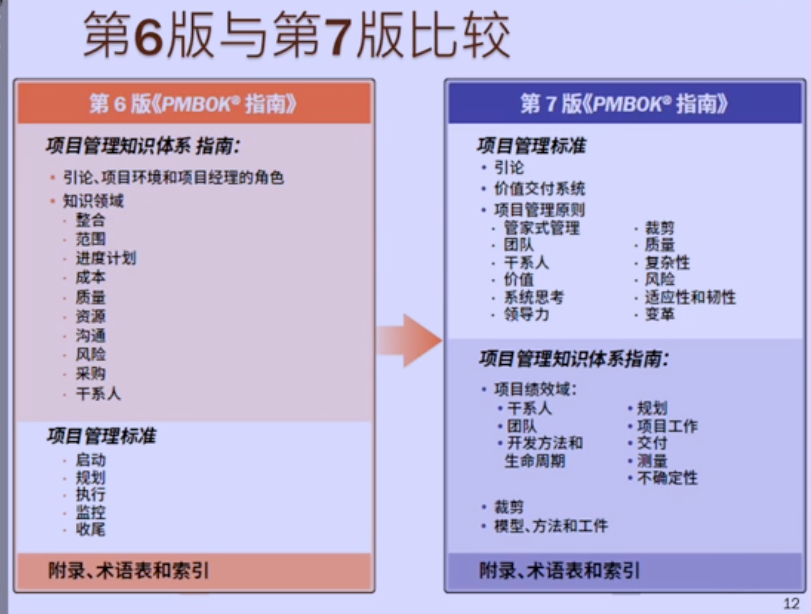 第6版与第7版比较
第 6 版《PMBOK® 指南》
项目管理知识体系 指南：
• 引论、项目环境和项目经理的角色
• 知识领域
· 整合
· 范围
· 进度计划
· 成本
· 质量
· 资源
· 沟通
· 风险
· 采购
· 干系人
项目管理标准
· 启动
· 规划
· 执行
· 监控
· 收尾
附录、术语表和索引
第 7 版《PMBOK® 指南》
项目管理标准
• 引论
• 价值交付系统
• 项目管理原则
· 管家式管理
· 团队
· 干系人
· 价值
· 系统思考
· 领导力
· 裁剪
· 质量
· 复杂性
· 风险
· 适应性和韧性
· 变革
项目管理知识体系指南：
• 项目绩效域：
• 干系人
• 团队
• 开发方法和
生命周期
• 规划
• 项目工作
• 交付
• 测量
• 不确定性
• 裁剪
• 模型、方法和工件
附录、术语表和索引
12